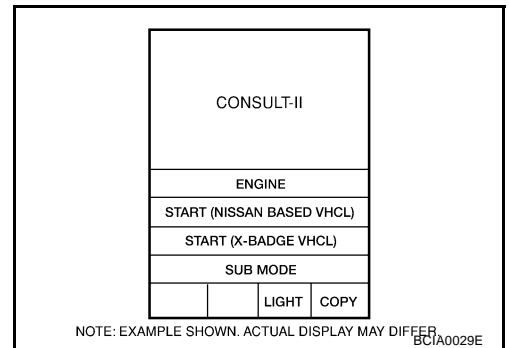 CONSULT-II
ENGINE
START (NISSAN BASED VHCL)
START (X-BADGE VHCL)
SUB MODE
LIGHT COPY
NOTE: EXAMPLE SHOWN. ACTUAL DISPLAY MAY DIFFER.
BCIA0029E